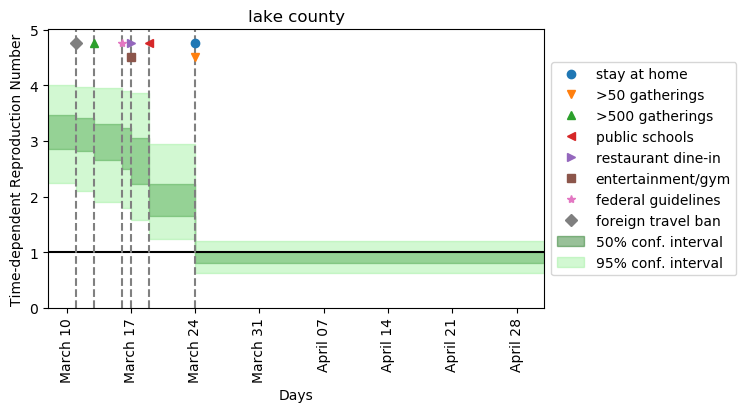 lake county
Time-dependent Reproduction Number
5
4
3
2
1
0
March 10
March 17
March 24
March 31
April 07
April 14
April 21
April 28
Days
stay at home
>50 gatherings
>500 gatherings
public schools
restaurant dine-in
entertainment/gym
federal guidelines
foreign travel ban
50% conf. interval
95% conf. interval